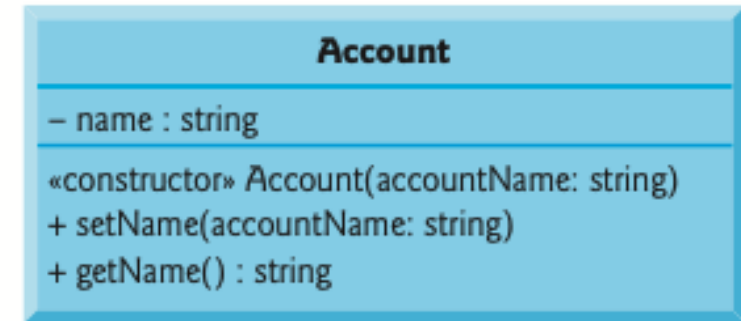 Account
– name : string
«constructor» Account(accountName: string)
+ setName(accountName: string)
+ getName() : string